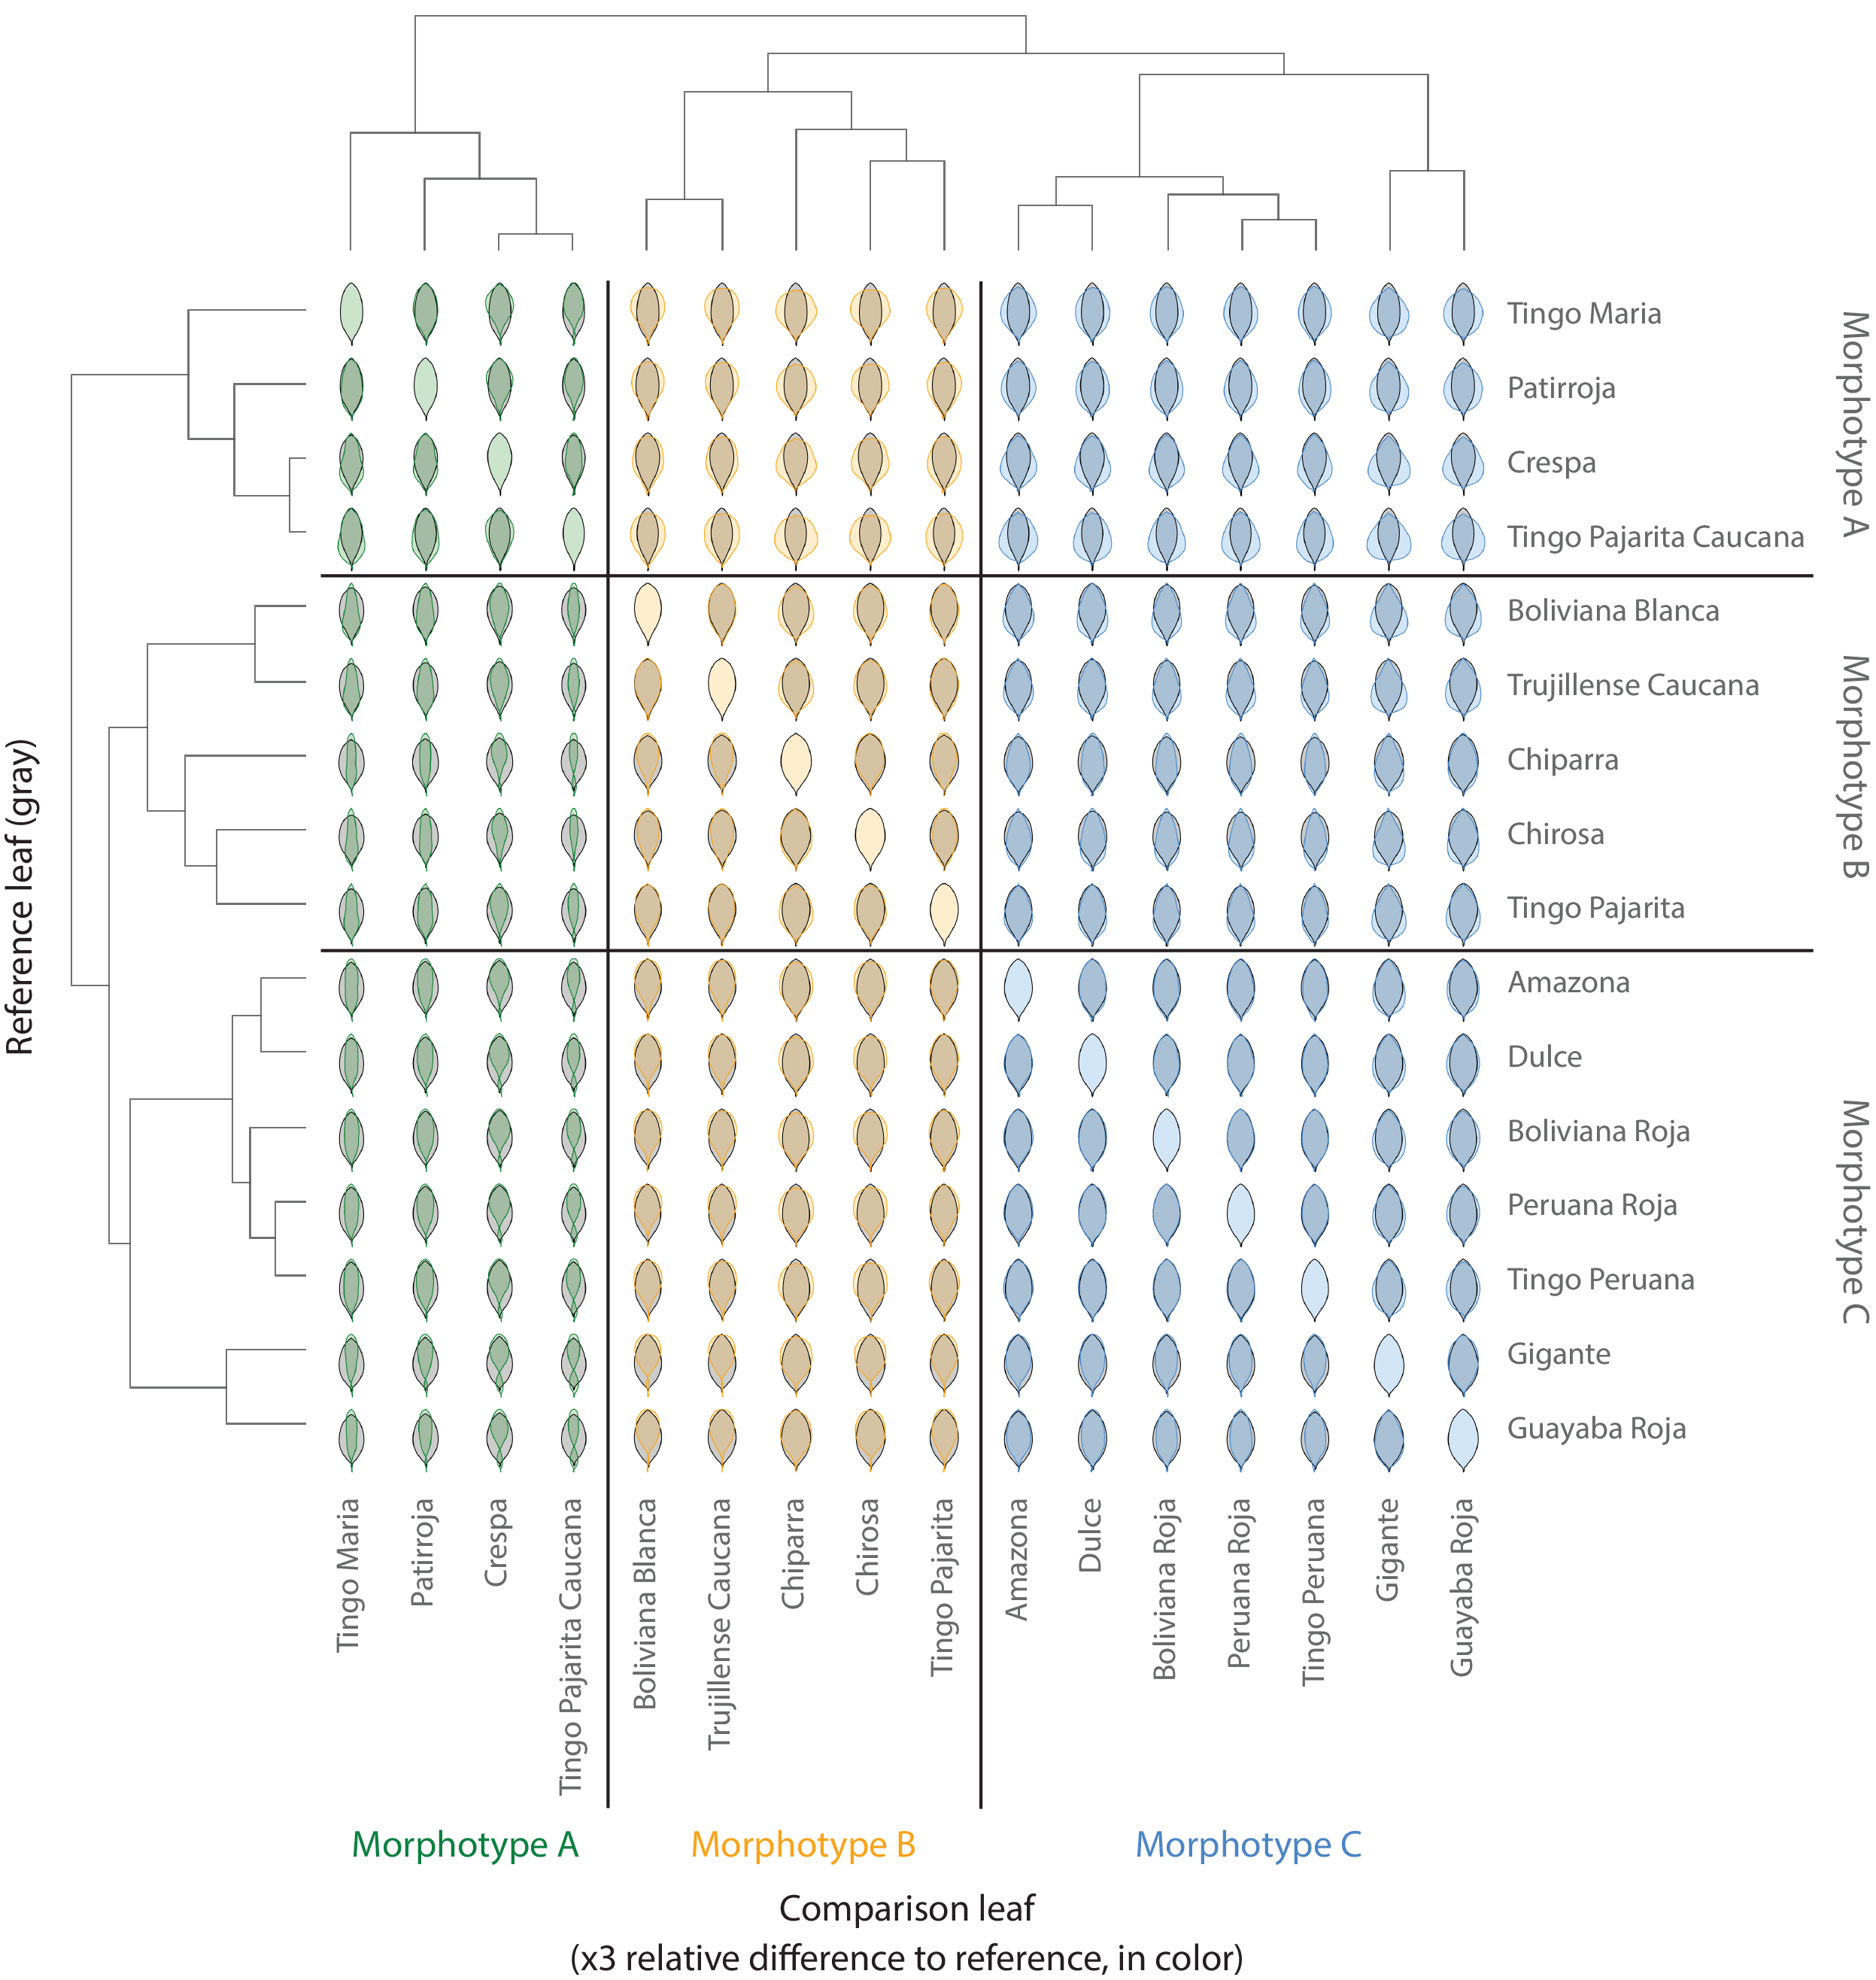 Tingo Maria
Patirroja
Crespa
Tingo Pajarita Caucana
Morphotype A
Boliviana Blanca
Trujillense Caucana
Chiparra
Chirosa
Tingo Pajarita
Morphotype B
Amazona
Dulce
Boliviana Roja
Peruana Roja
Tingo Peruana
Gigante
Guayaba Roja
Morphotype C
Reference leaf (gray)
Tingo Maria
Patirroja
Crespa
Tingo Pajarita Caucana
Boliviana Blanca
Trujillense Caucana
Chiparra
Chirosa
Tingo Pajarita
Amazona
Dulce
Boliviana Roja
Peruana Roja
Tingo Peruana
Gigante
Guayaba Roja
Morphotype A
Morphotype B
Morphotype C
Comparison leaf
(x3 relative difference to reference, in color)